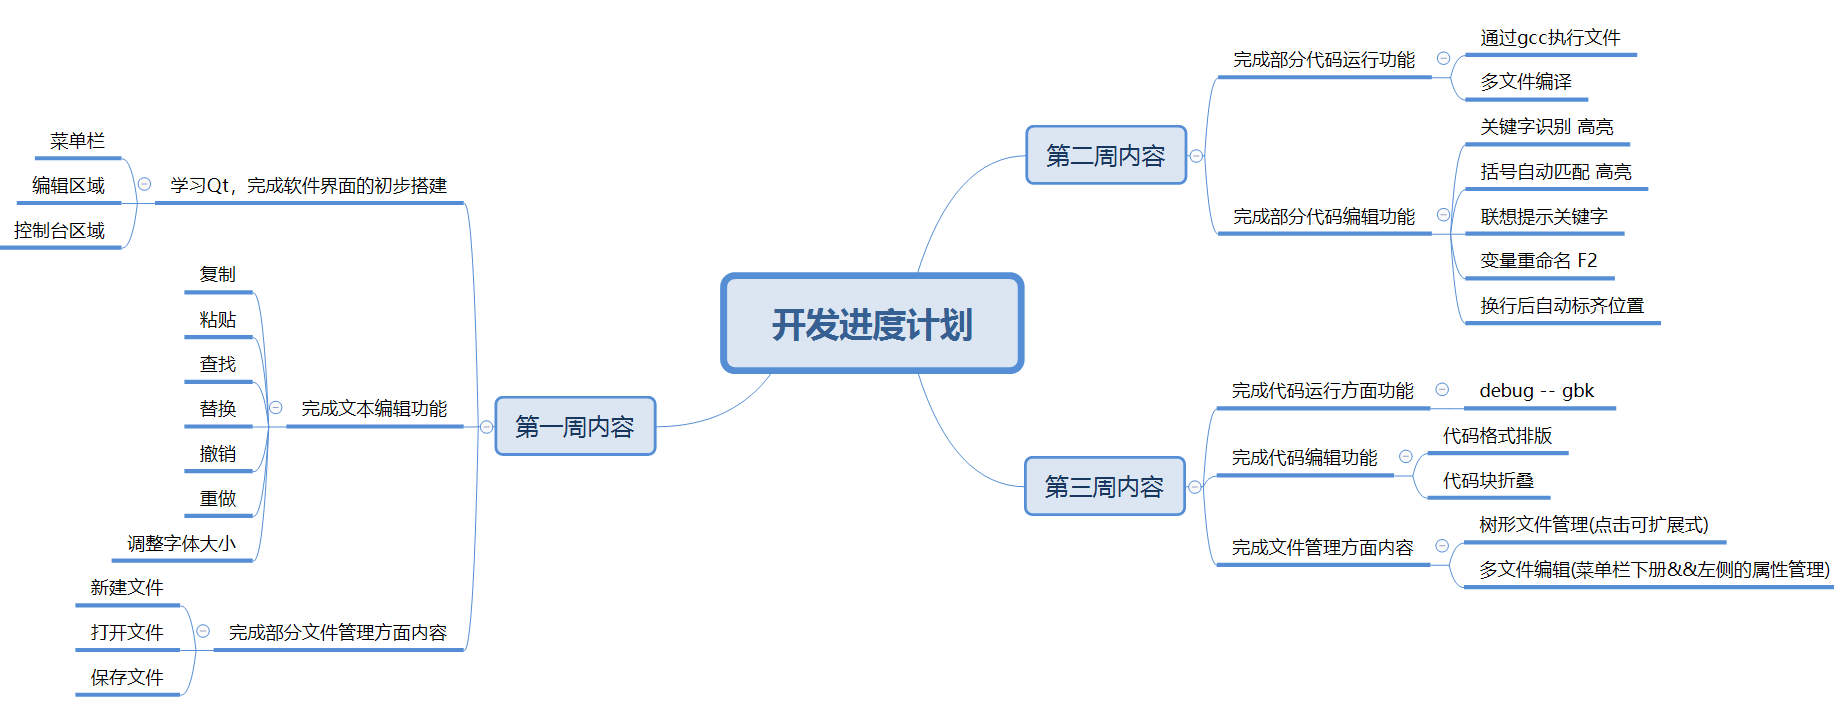 开发进度计划
第一周内容
学习Qt，完成软件界面的初步搭建
菜单栏
编辑区域
控制台区域
完成文本编辑功能
复制
粘贴
查找
替换
撤销
重做
调整字体大小
完成部分文件管理方面内容
新建文件
打开文件
保存文件
第二周内容
完成部分代码运行功能
通过gcc执行文件
多文件编译
完成部分代码编辑功能
关键字识别 高亮
括号自动匹配 高亮
联想提示关键字
变量重命名 F2
换行后自动标齐位置
第三周内容
完成代码运行方面功能
debug -- gbk
完成代码编辑功能
代码格式排版
代码块折叠
完成文件管理方面内容
树形文件管理(点击可扩展式)
多文件编辑(菜单栏下册&&左侧的属性管理)